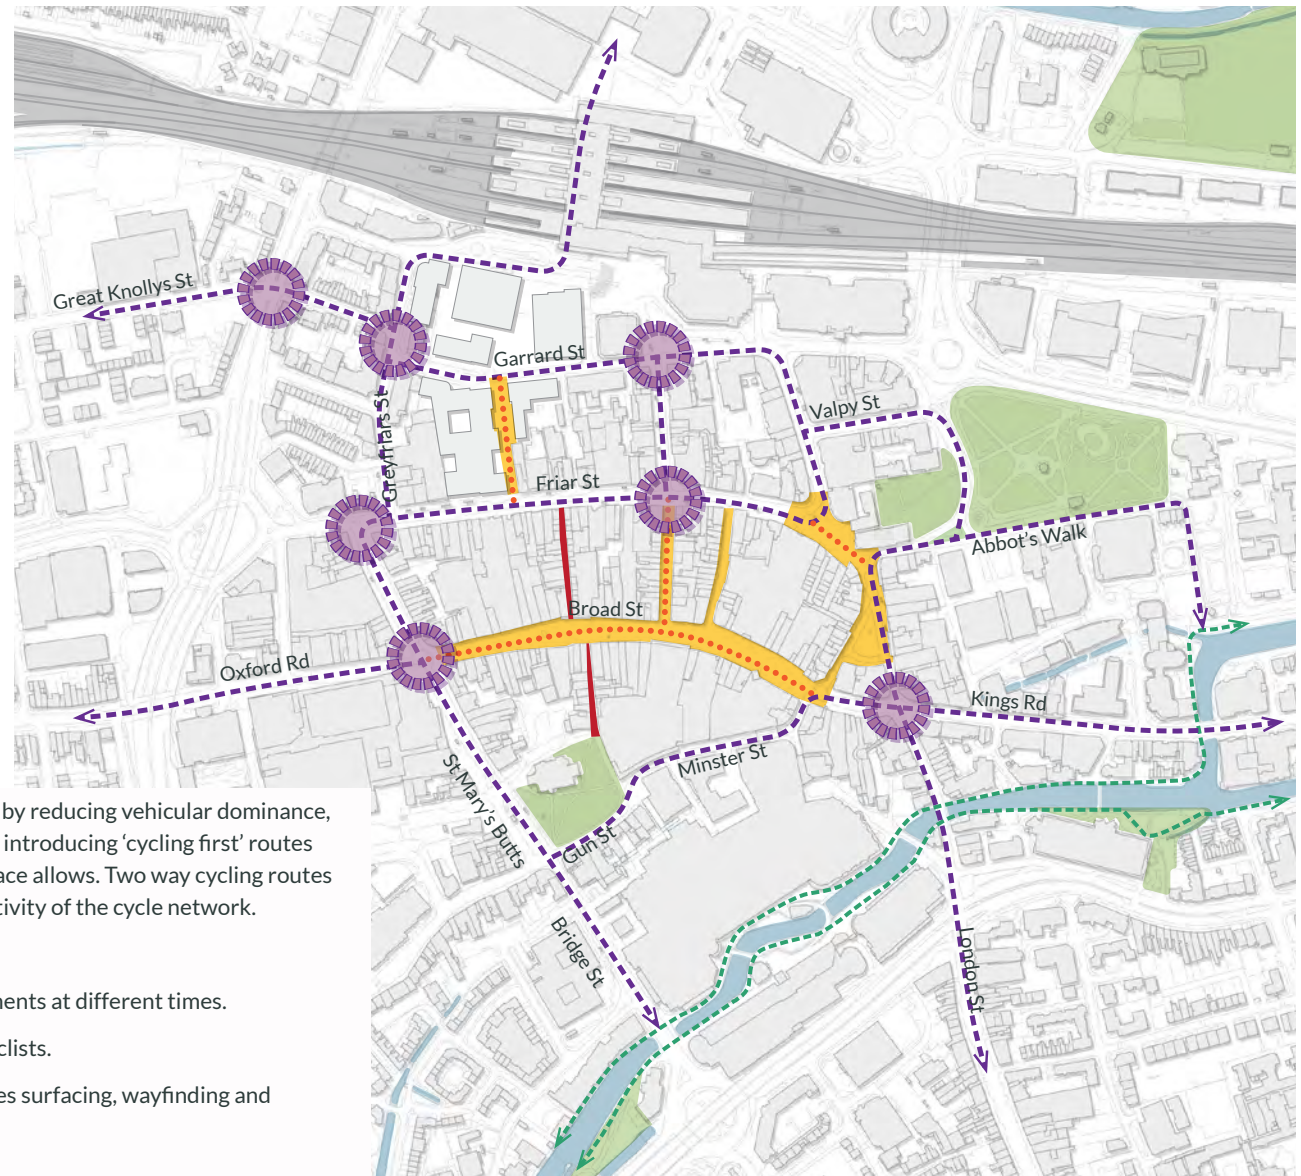 Great Knollys St
Garrard St
Greyfriars St
Valpy St
Friar St
Abbot's Walk
Broad St
Oxford Rd
Kings Rd
Minster St
St Mary's Butts
Gun St
Bridge St
London St
by reducing vehicular dominance,
introducing ‘cycling first’ routes
ace allows. Two way cycling routes
tivity of the cycle network.
nents at different times.
clists.
es surfacing, wayfinding and